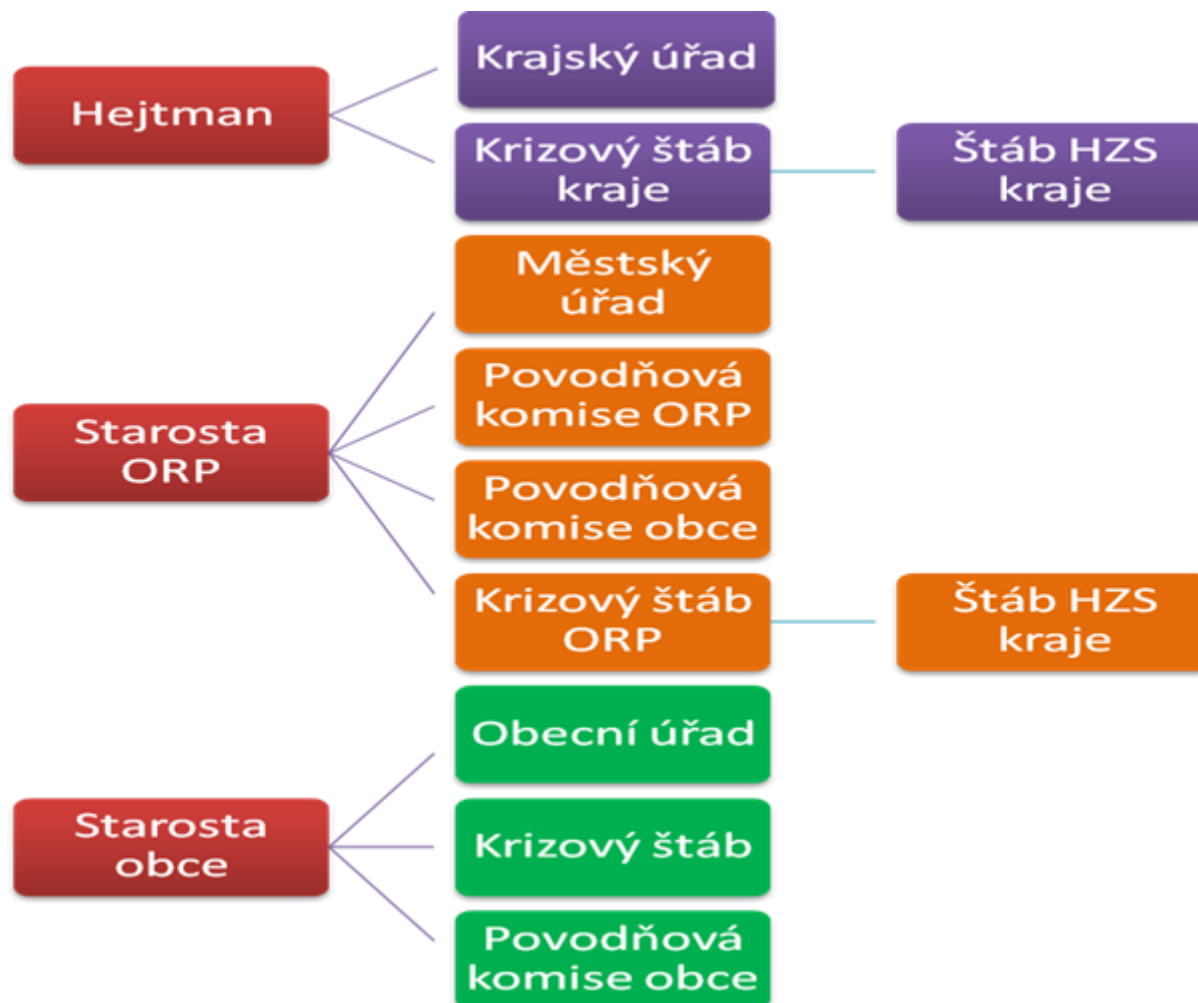 Hejtman
Krajský úřad
Krizový štáb
kraje
Štáb HZS
kraje
Starosta
ORP
Městský
úřad
Povodňová
komise ORP
Povodňová
komise obce
Krizový štáb
ORP
Štáb HZS
kraje
Starosta
obce
Obecní úřad
Krizový štáb
Povodňová
komise obce